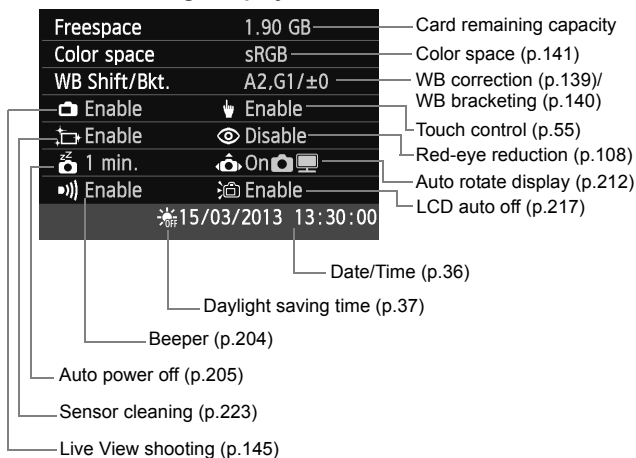 Freespace 1.90 GB Card remaining capacity
Color space sRGB Color space (p.141)
WB Shift/Bkt. A2,G1/±0 WB correction (p.139)/
WB bracketing (p.140)
Enable Enable Touch control (p.55)
Enable Disable Red-eye reduction (p.108)
zz 1 min. On Auto rotate display (p.212)
Enable Enable LCD auto off (p.217)
OFF 15/03/2013 13:30:00
Date/Time (p.36)
Daylight saving time (p.37)
Beeper (p.204)
Auto power off (p.205)
Sensor cleaning (p.223)
Live View shooting (p.145)